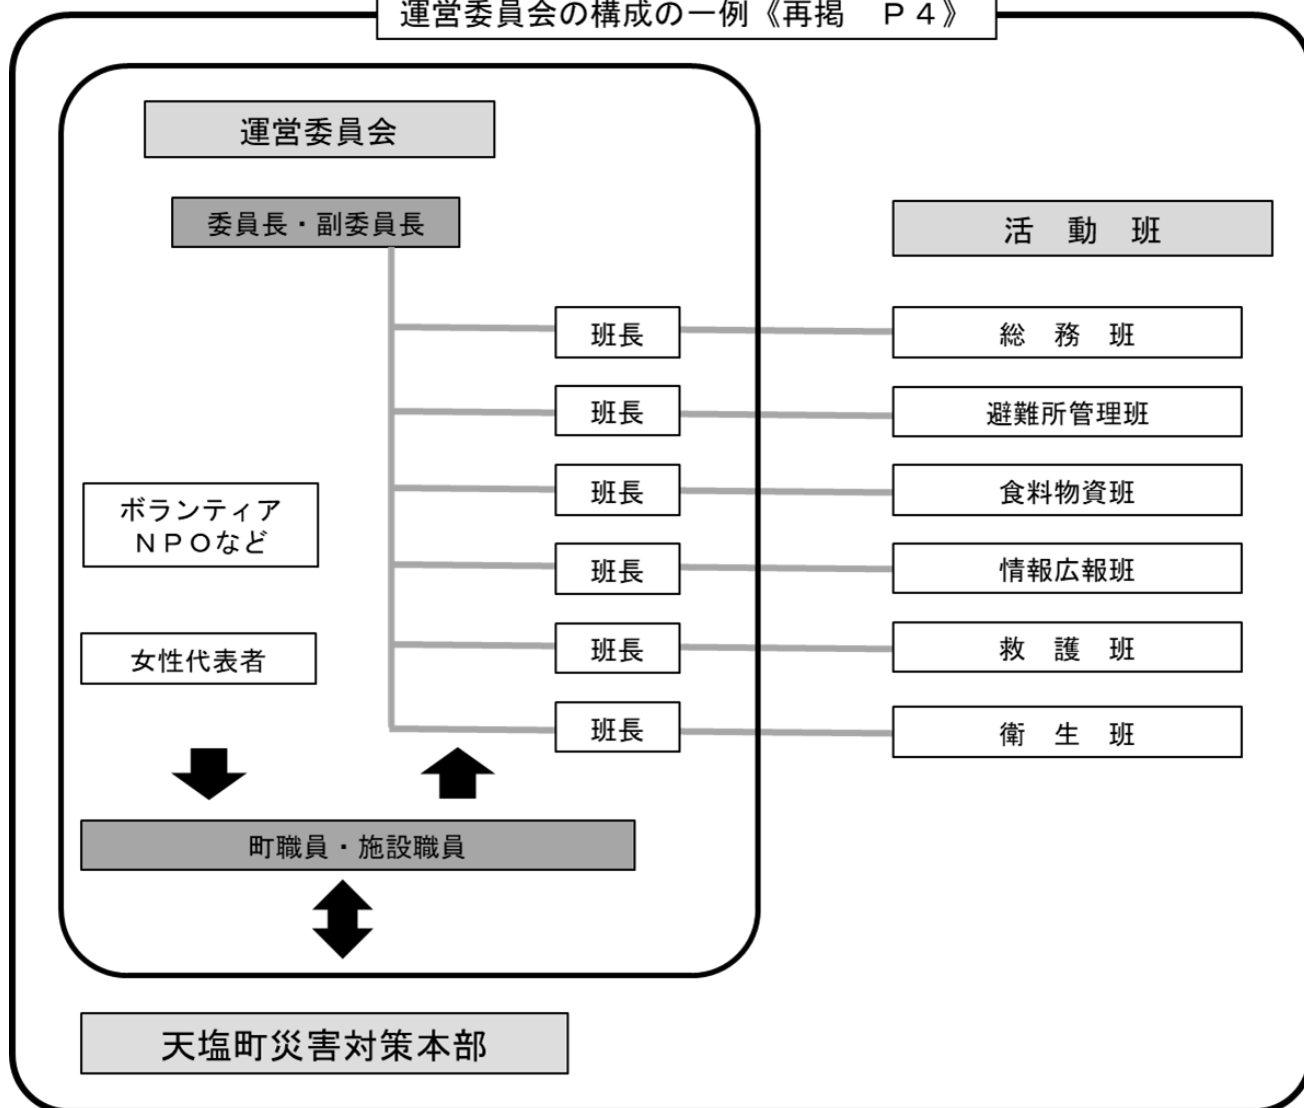 運営委員会の構成の一例《再掲　Ｐ４》
運営委員会
委員長・副委員長
活　動　班
班長
総　務　班
班長
避難所管理班
班長
食料物資班
班長
情報広報班
班長
救　護　班
班長
衛　生　班
ボランティア
ＮＰＯなど
女性代表者
町職員・施設職員
天塩町災害対策本部